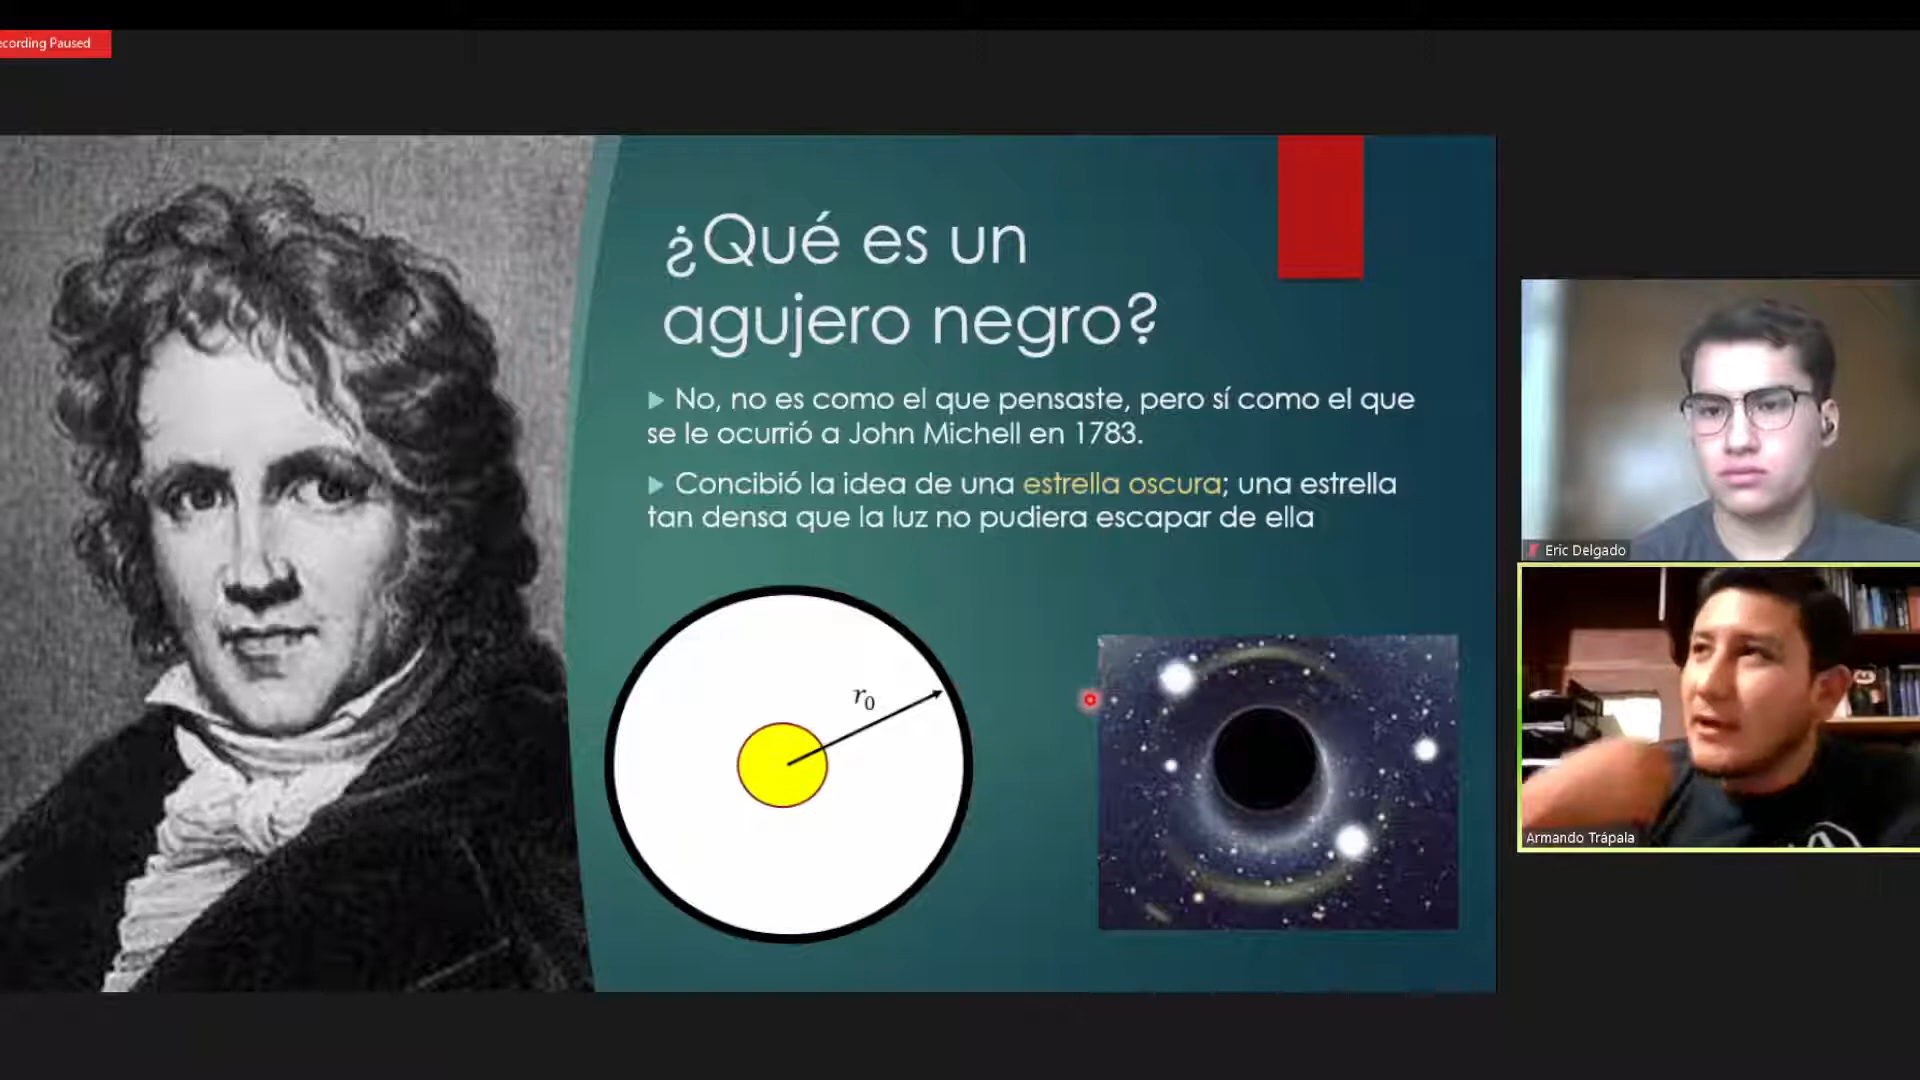 ecording Paused
¿Qué es un
agujero negro?
No, no es como el que pensaste, pero sí como el que
se le ocurrió a John Michell en 1783.
Concibió la idea de una estrella oscura; una estrella
tan densa que la luz no pudiera escapar de ella
r₀
Eric Delgado
Armando Trápala